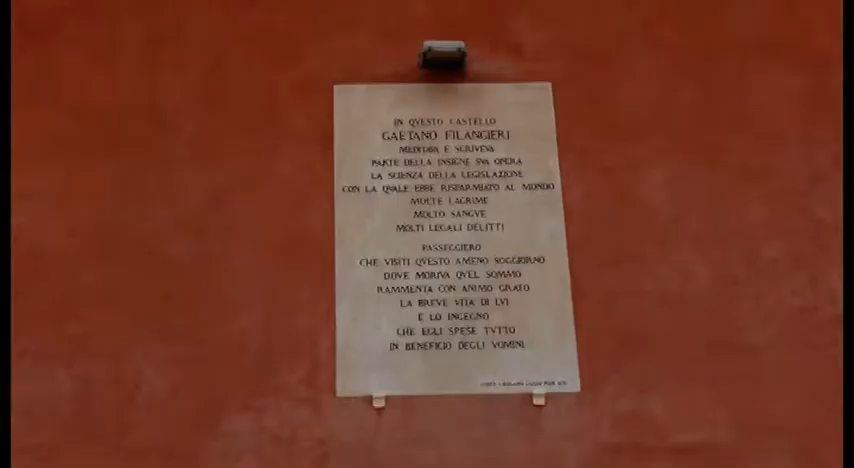 IN QVESTO CASTELLO
GAETANO FILANGIERI
MEDITAVA E SCRIVEVA
PARTE DELLA INSIGNE SVA OPERA
LA SCIENZA DELLA LEGISLAZIONE
CON LA QVALE EBBE RISPARMIATO AL MONDO
MOLTE LAGRIME
MOLTO SANGVE
MOLTI LEGALI DELITTI
PASSEGGIERO
CHE VISITI QVESTO AMENO SOGGIORNO
DOVE MORIVA QVEL SOMMO
RAMMENTA CON ANIMO GRATO
LA BREVE VITA DI LVI
E LO INGEGNO
CHE EGLI SPESE TVTTO
IN BENEFICIO DEGLI VOMINI